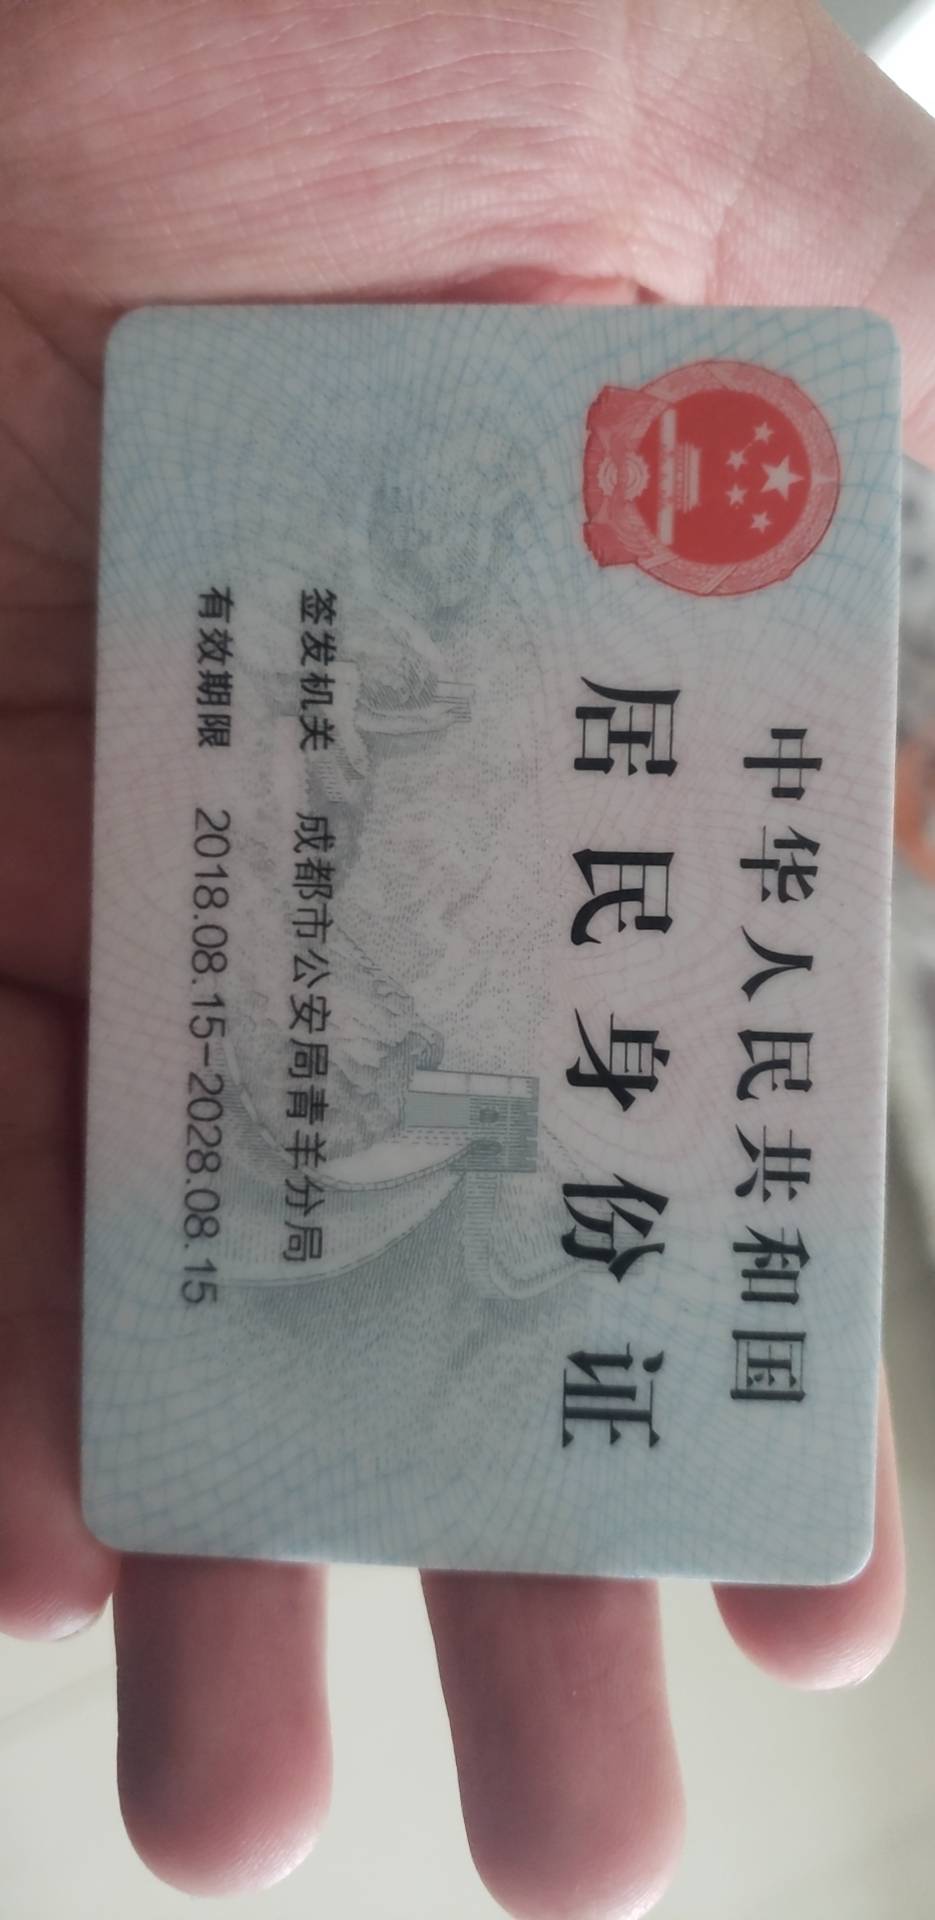 中华人民共和国
居民身份证
签发机关 成都市公安局青羊分局
有效期限 2018.08.15-2028.08.15